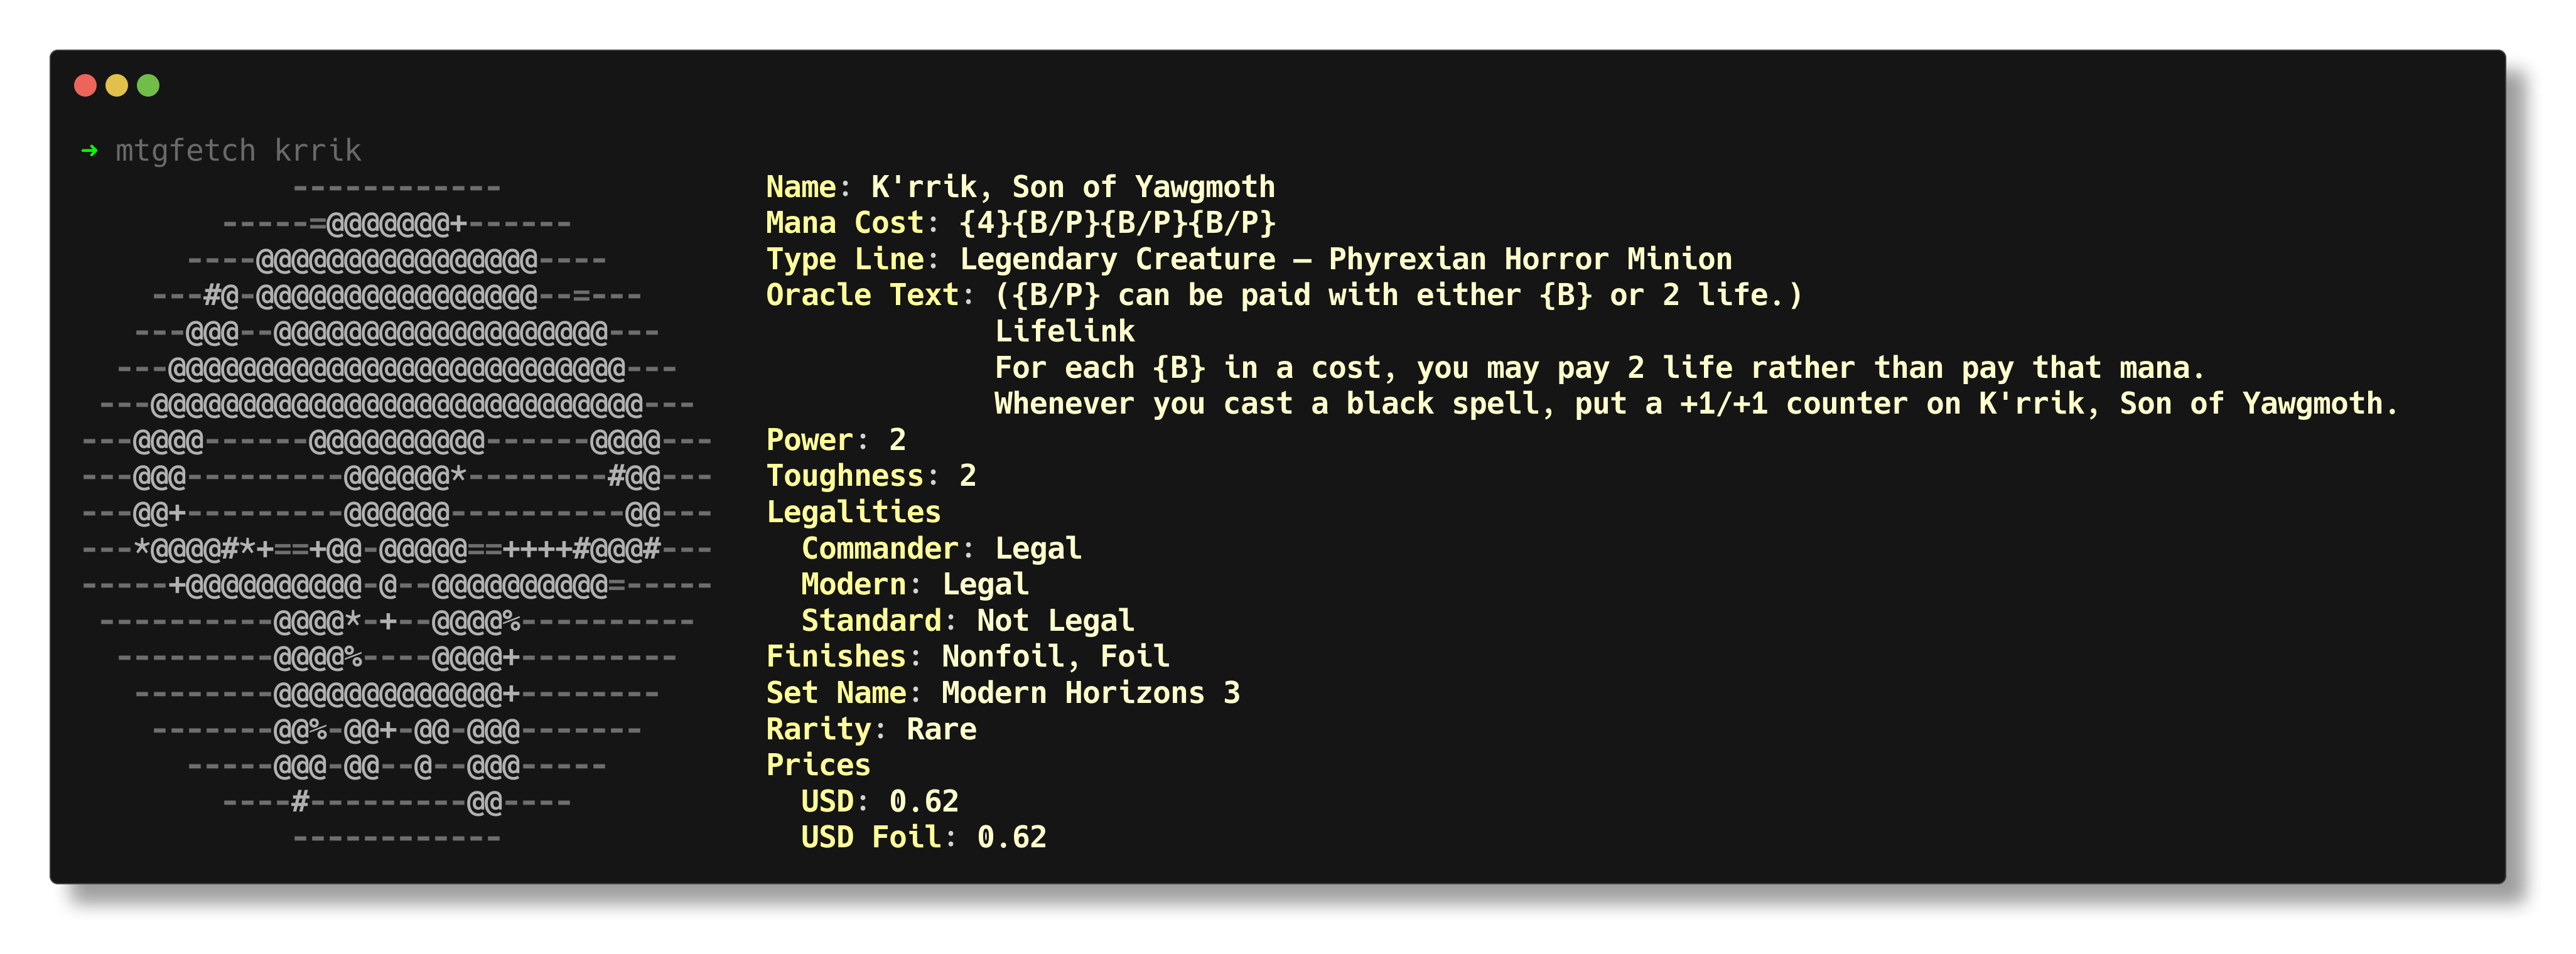 ➜ mtgfetch krrik
Name: K'rrik, Son of Yawgmoth
Mana Cost: {4}{B/P}{B/P}{B/P}
Type Line: Legendary Creature — Phyrexian Horror Minion
Oracle Text: ({B/P} can be paid with either {B} or 2 life.)
Lifelink
For each {B} in a cost, you may pay 2 life rather than pay that mana.
Whenever you cast a black spell, put a +1/+1 counter on K'rrik, Son of Yawgmoth.
Power: 2
Toughness: 2
Legalities
Commander: Legal
Modern: Legal
Standard: Not Legal
Finishes: Nonfoil, Foil
Set Name: Modern Horizons 3
Rarity: Rare
Prices
USD: 0.62
USD Foil: 0.62